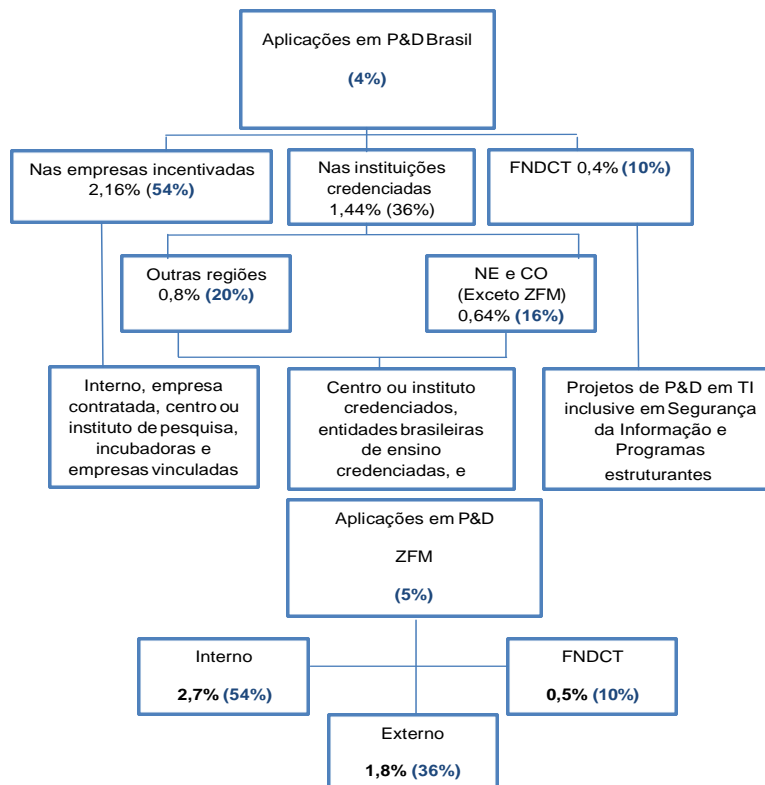 Aplicações em P&D Brasil
(4%)
Nas empresas incentivadas
2,16% (54%)
Nas instituições
credenciadas
1,44% (36%)
FNDCT 0,4% (10%)
Outras regiões
0,8% (20%)
NE e CO
(Exceto ZFM)
0,64% (16%)
Interno, empresa
contratada, centro ou
instituto de pesquisa,
incubadoras e
empresas vinculadas
Centro ou instituto
credenciados,
entidades brasileiras
de ensino
credenciadas, e
Projetos de P&D em TI
inclusive em Segurança
da Informação e
Programas
estruturantes
Aplicações em P&D
ZFM
(5%)
Interno
2,7% (54%)
FNDCT
0,5% (10%)
Externo
1,8% (36%)